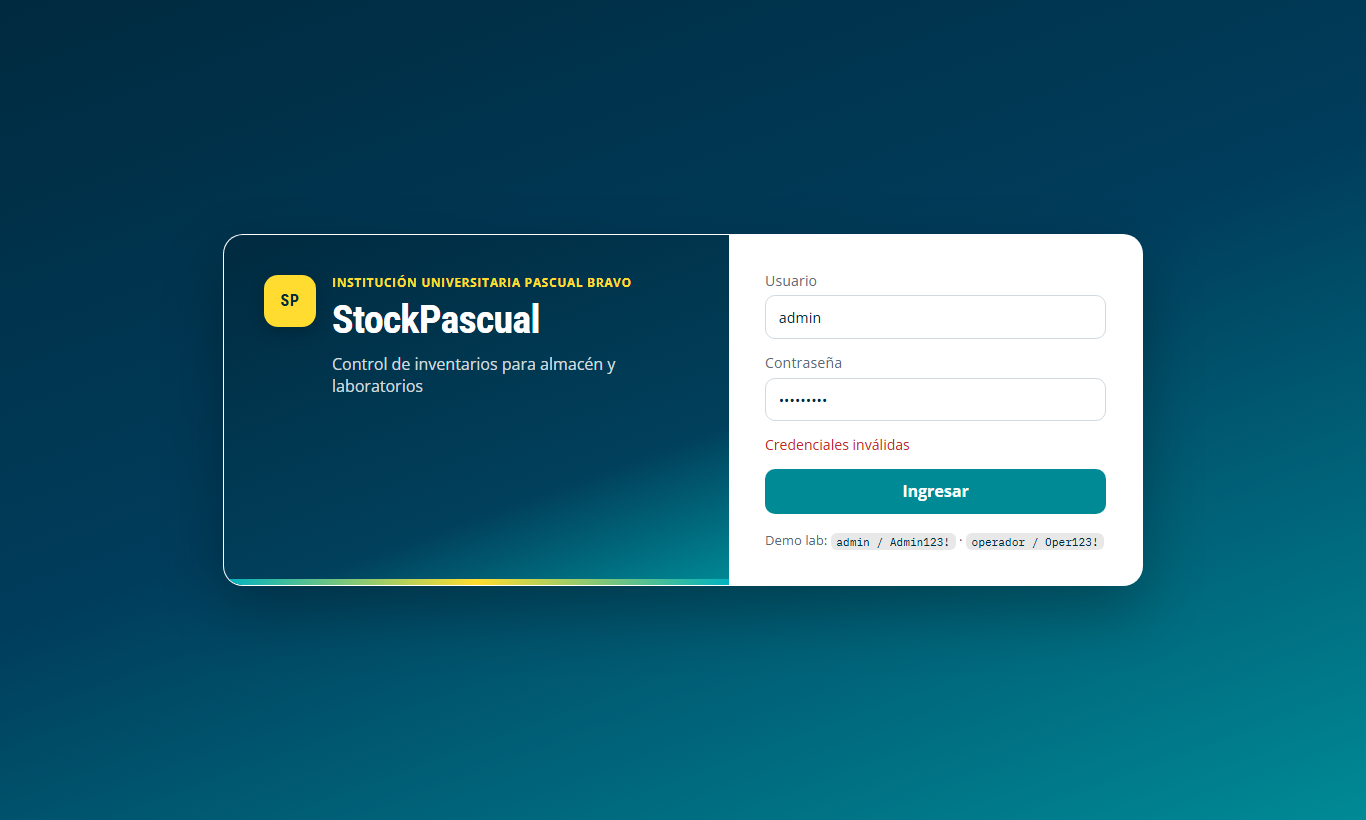 SP
INSTITUCIÓN UNIVERSITARIA PASCUAL BRAVO
StockPascual
Control de inventarios para almacén y
laboratorios
Usuario
admin
Contraseña
•••••••••
Credenciales inválidas
Ingresar
Demo lab: admin / Admin123! · operador / Oper123!